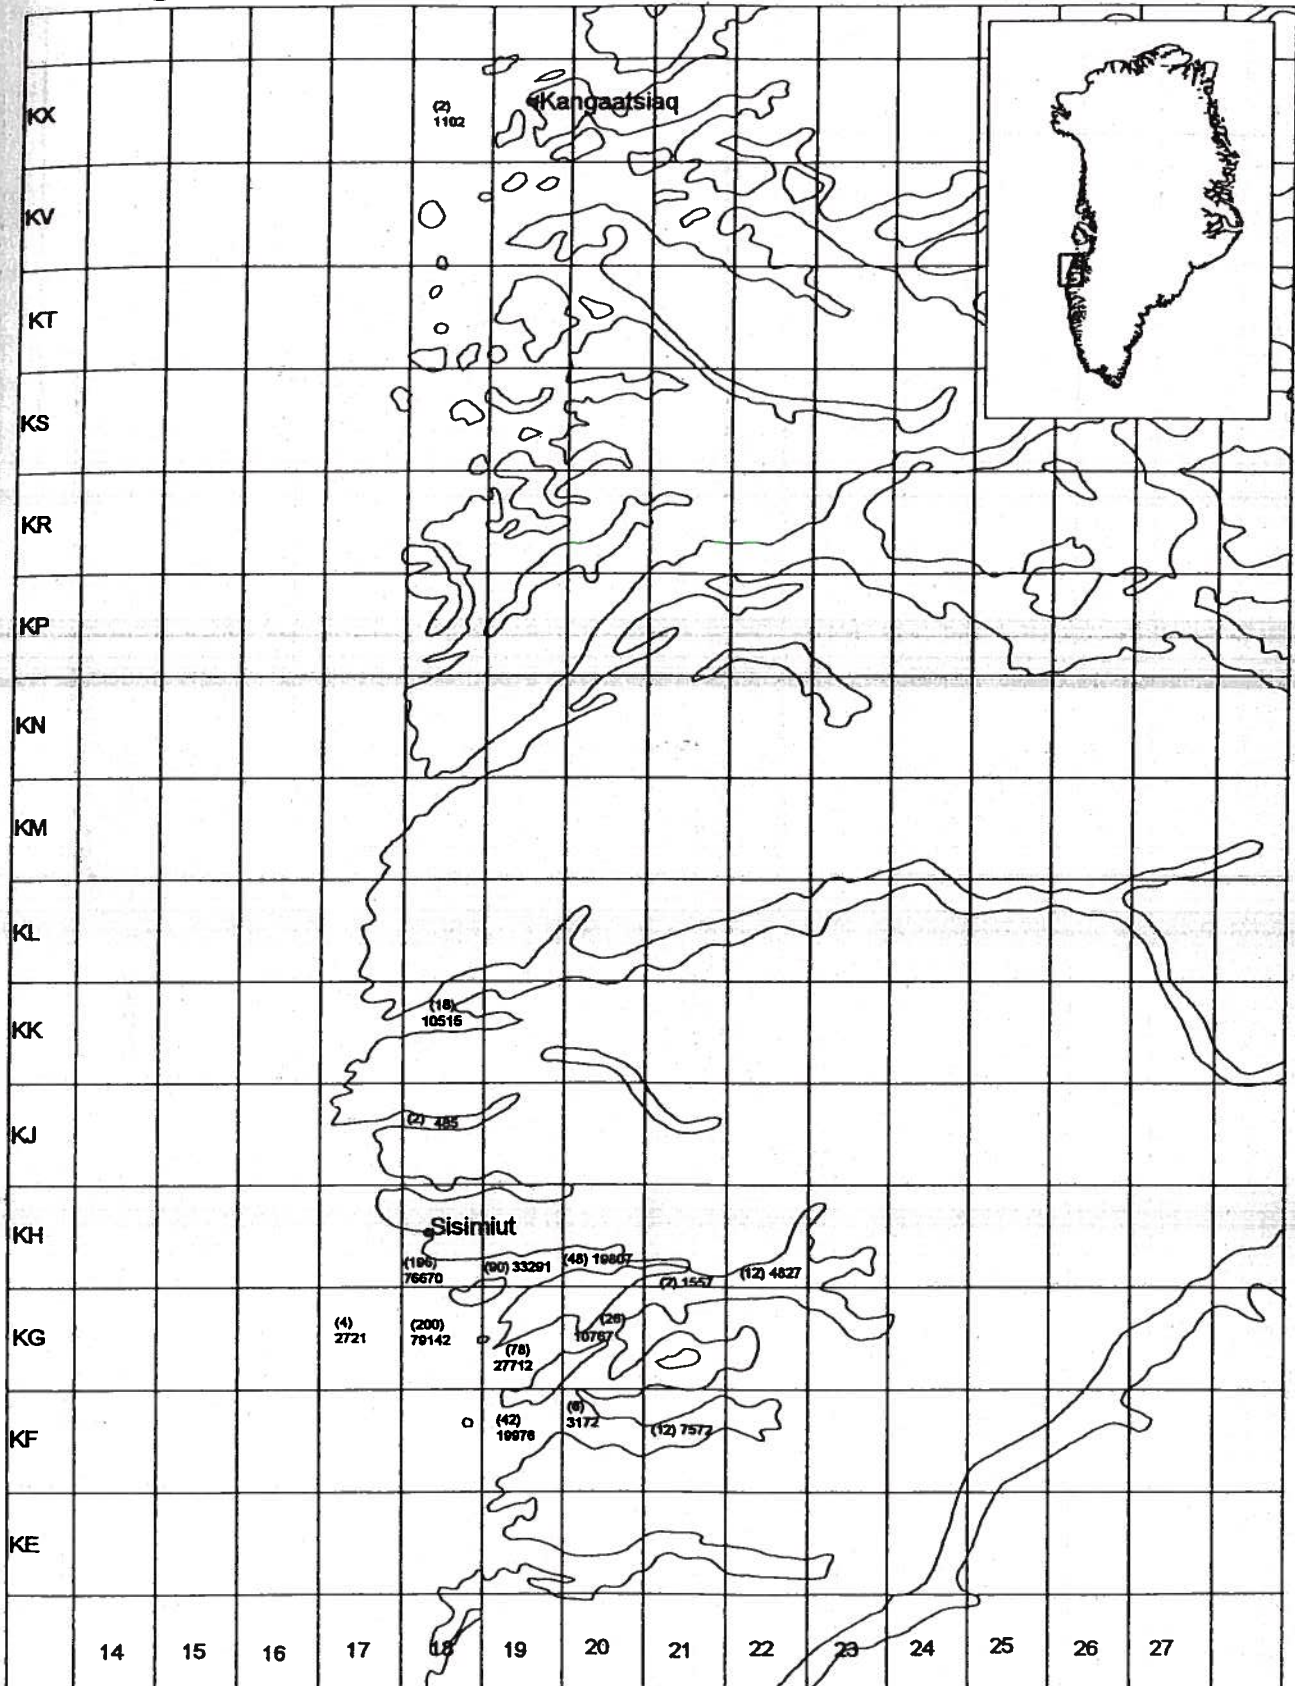 KX
(2)
1102
Kangaatsiaq
KV
KT
KS
KR
KP
KN
KM
KL
KK
(18)
10515
KJ
(2) 485
KH
Sisimiut
(196)
76670
(90) 33291
(48) 19807
(2) 1557
(12) 4827
KG
(4)
2721
(200)
79142
(78)
27712
(26)
10767
KF
(42)
19976
(6)
3172
(12) 7572
KE
14 15 16 17 18 19 20 21 22 23 24 25 26 27